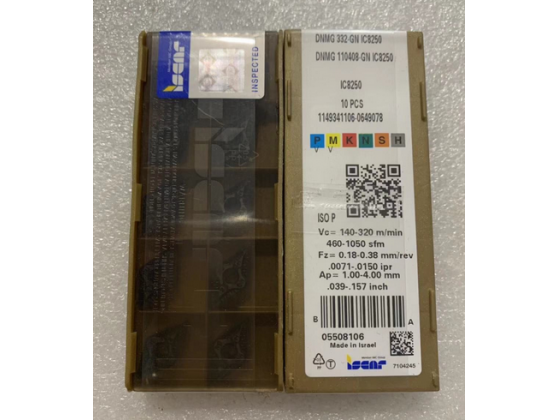 iscar
INSPECTED
DNMG 332-GN IC8250
DNMG 110408-GN IC8250
IC8250
10 PCS
1149341106-0649078
P M K N S H
ISO P
Vc= 140-320 m/min
460-1050 sfm
Fz= 0.18-0.38 mm/rev
.0071-.0150 ipr
Ap= 1.00-4.00 mm
.039-.157 inch
B
A
05508106
Made in Israel
iscar
7104245